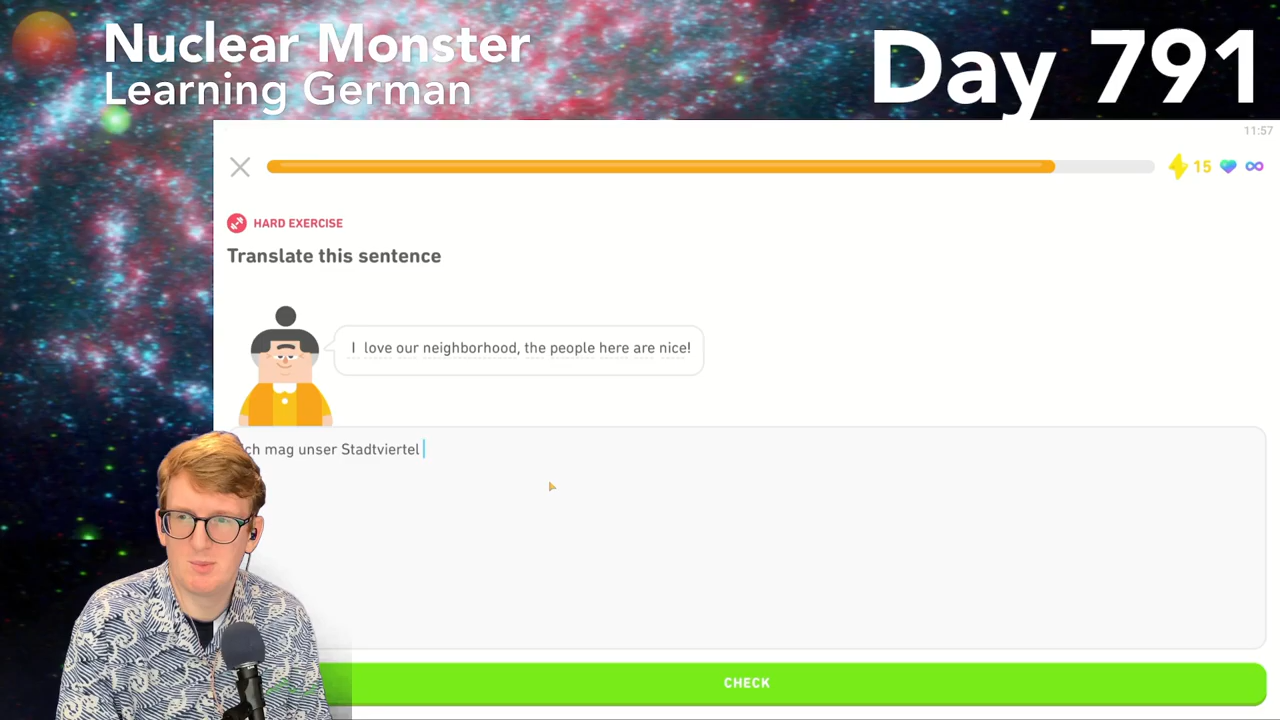 Nuclear Monster
Learning German
Day 791
11:57
15
HARD EXERCISE
Translate this sentence
I love our neighborhood, the people here are nice!
ch mag unser Stadtviertel
CHECK